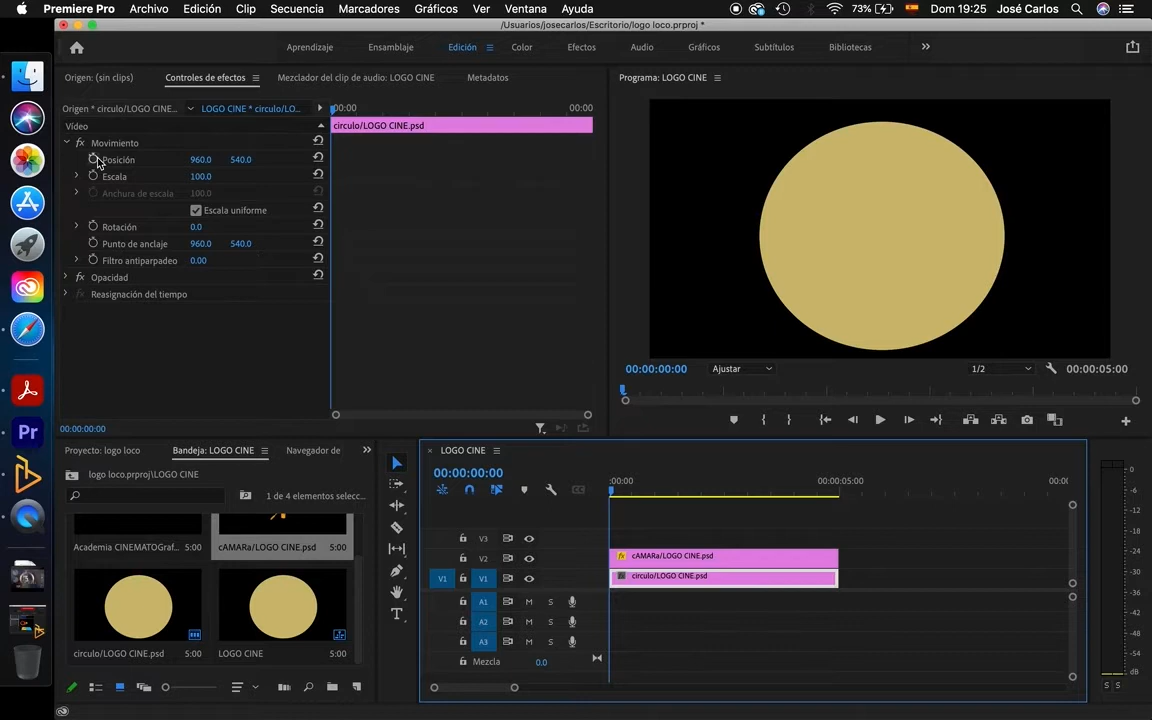 Premiere Pro Archivo Edición Clip Secuencia Marcadores Gráficos Ver Ventana Ayuda 73% Dom 19:25 José Carlos
/Usuarios/josecarlos/Escritorio/logo loco.prproj *
Aprendizaje Ensamblaje Edición Color Efectos Audio Gráficos Subtítulos Bibliotecas
Origen: (sin clips) Controles de efectos Mezclador del clip de audio: LOGO CINE Metadatos
Programa: LOGO CINE
Origen * circulo/LOGO CINE... LOGO CINE * circulo/LO...
:00:00 00:00
Vídeo
circulo/LOGO CINE.psd
fx Movimiento
Posición 960.0 540.0
Escala 100.0
Anchura de escala 100.0
Escala uniforme
Rotación 0.0
Punto de anclaje 960.0 540.0
Filtro antiparpadeo 0.00
fx Opacidad
fx Reasignación del tiempo
00:00:00:00 Ajustar 1/2 00:00:05:00
00:00:00:00
Proyecto: logo loco Bandeja: LOGO CINE Navegador de
logo loco.prproj\LOGO CINE
1 de 4 elementos selecc...
Academia CINEMATOGraf... 5:00 cAMARa/LOGO CINE.psd 5:00
circulo/LOGO CINE.psd 5:00 LOGO CINE 5:00
LOGO CINE
00:00:00:00
:00:00 00:00:05:00 00:0
V3
V2
V1 V1
fx cAMARa/LOGO CINE.psd
fx circulo/LOGO CINE.psd
A1 M S
A2 M S
A3 M S
Mezcla 0.0
0
-6
-12
-18
-24
-30
-36
-42
-48
-54
dB
S S
Pr